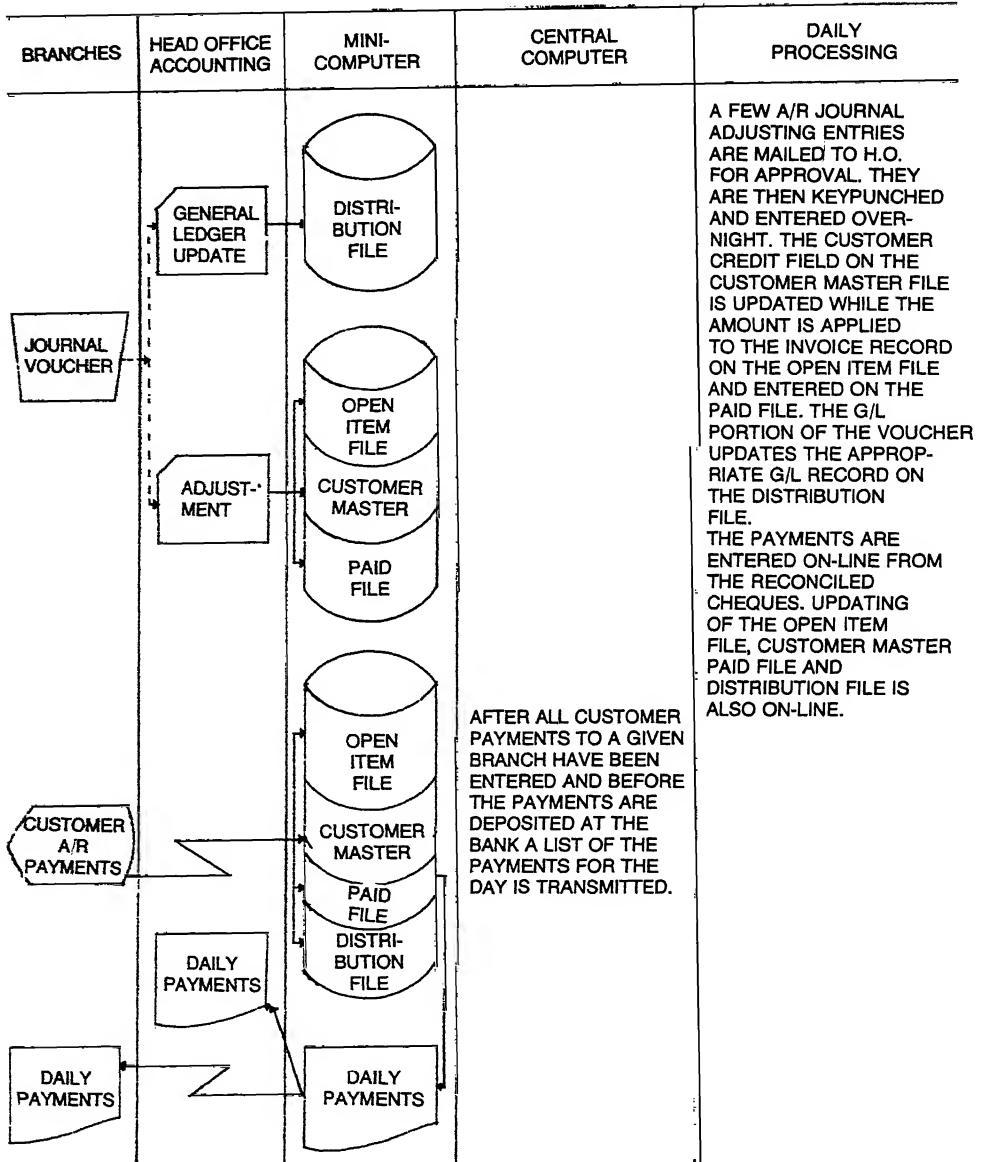 BRANCHES
HEAD OFFICE
ACCOUNTING
MINI-
COMPUTER
CENTRAL
COMPUTER
DAILY
PROCESSING
GENERAL
LEDGER
UPDATE
DISTRI-
BUTION
FILE
JOURNAL
VOUCHER
ADJUST-
MENT
OPEN
ITEM
FILE
CUSTOMER
MASTER
PAID
FILE
CUSTOMER
A/R
PAYMENTS
OPEN
ITEM
FILE
CUSTOMER
MASTER
PAID
FILE
DISTRI-
BUTION
FILE
DAILY
PAYMENTS
DAILY
PAYMENTS
DAILY
PAYMENTS
AFTER ALL CUSTOMER
PAYMENTS TO A GIVEN
BRANCH HAVE BEEN
ENTERED AND BEFORE
THE PAYMENTS ARE
DEPOSITED AT THE
BANK A LIST OF THE
PAYMENTS FOR THE
DAY IS TRANSMITTED.
A FEW A/R JOURNAL
ADJUSTING ENTRIES
ARE MAILED TO H.O.
FOR APPROVAL. THEY
ARE THEN KEYPUNCHED
AND ENTERED OVER-
NIGHT. THE CUSTOMER
CREDIT FIELD ON THE
CUSTOMER MASTER FILE
IS UPDATED WHILE THE
AMOUNT IS APPLIED
TO THE INVOICE RECORD
ON THE OPEN ITEM FILE
AND ENTERED ON THE
PAID FILE. THE G/L
PORTION OF THE VOUCHER
UPDATES THE APPROP-
RIATE G/L RECORD ON
THE DISTRIBUTION
FILE.
THE PAYMENTS ARE
ENTERED ON-LINE FROM
THE RECONCILED
CHEQUES. UPDATING
OF THE OPEN ITEM
FILE, CUSTOMER MASTER
PAID FILE AND
DISTRIBUTION FILE IS
ALSO ON-LINE.